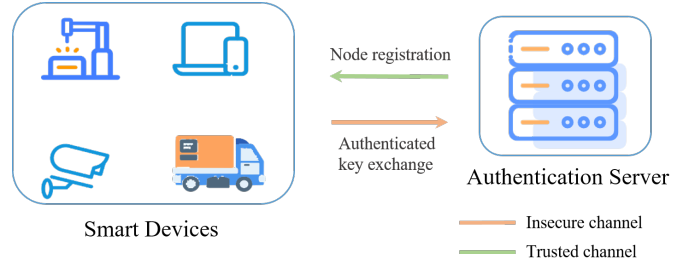 Node registration
Authenticated
key exchange
Smart Devices
Authentication Server
Insecure channel
Trusted channel